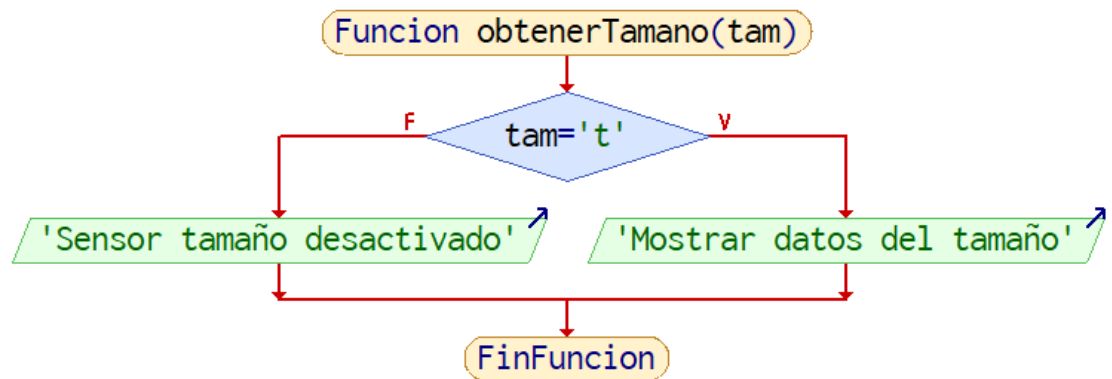 Funcion obtenerTamano(tam)
F
tam='t'
V
'Sensor tamaño desactivado'
'Mostrar datos del tamaño'
FinFuncion